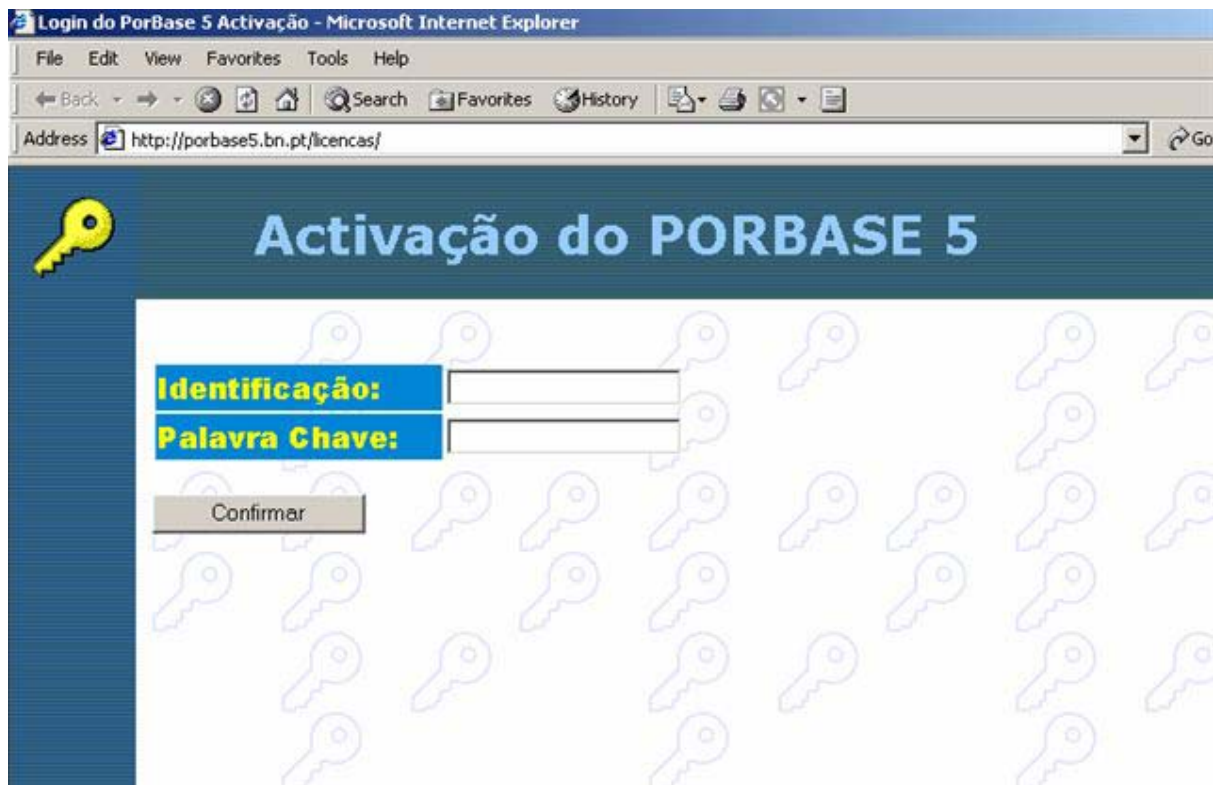 Login do PorBase 5 Activação - Microsoft Internet Explorer
File Edit View Favorites Tools Help
Back Search Favorites History
Address http://porbase5.bn.pt/licencas/ Go
Activação do PORBASE 5
Identificação:
Palavra Chave:
Confirmar